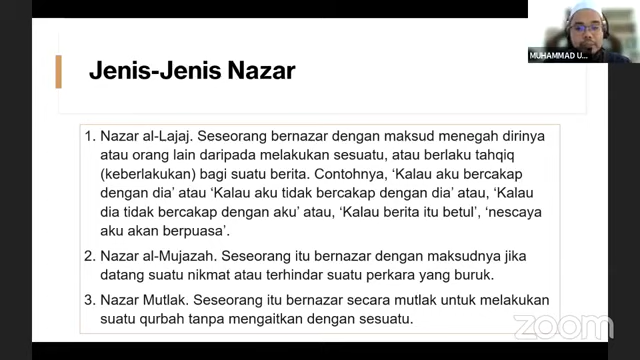 Jenis-Jenis Nazar
1. Nazar al-Lajaj. Seseorang bernazar dengan maksud menegah dirinya
atau orang lain daripada melakukan sesuatu, atau berlaku tahqiq
(keberlakukan) bagi suatu berita. Contohnya, ‘Kalau aku bercakap
dengan dia’ atau ‘Kalau aku tidak bercakap dengan dia’ atau, ‘Kalau
dia tidak bercakap dengan aku’ atau, ‘Kalau berita itu betul’, ‘nescaya
aku akan berpuasa’.
2. Nazar al-Mujazah. Seseorang itu bernazar dengan maksudnya jika
datang suatu nikmat atau terhindar suatu perkara yang buruk.
3. Nazar Mutlak. Seseorang itu bernazar secara mutlak untuk melakukan
suatu qurbah tanpa mengaitkan dengan sesuatu.
MUHAMMAD U...
zoom